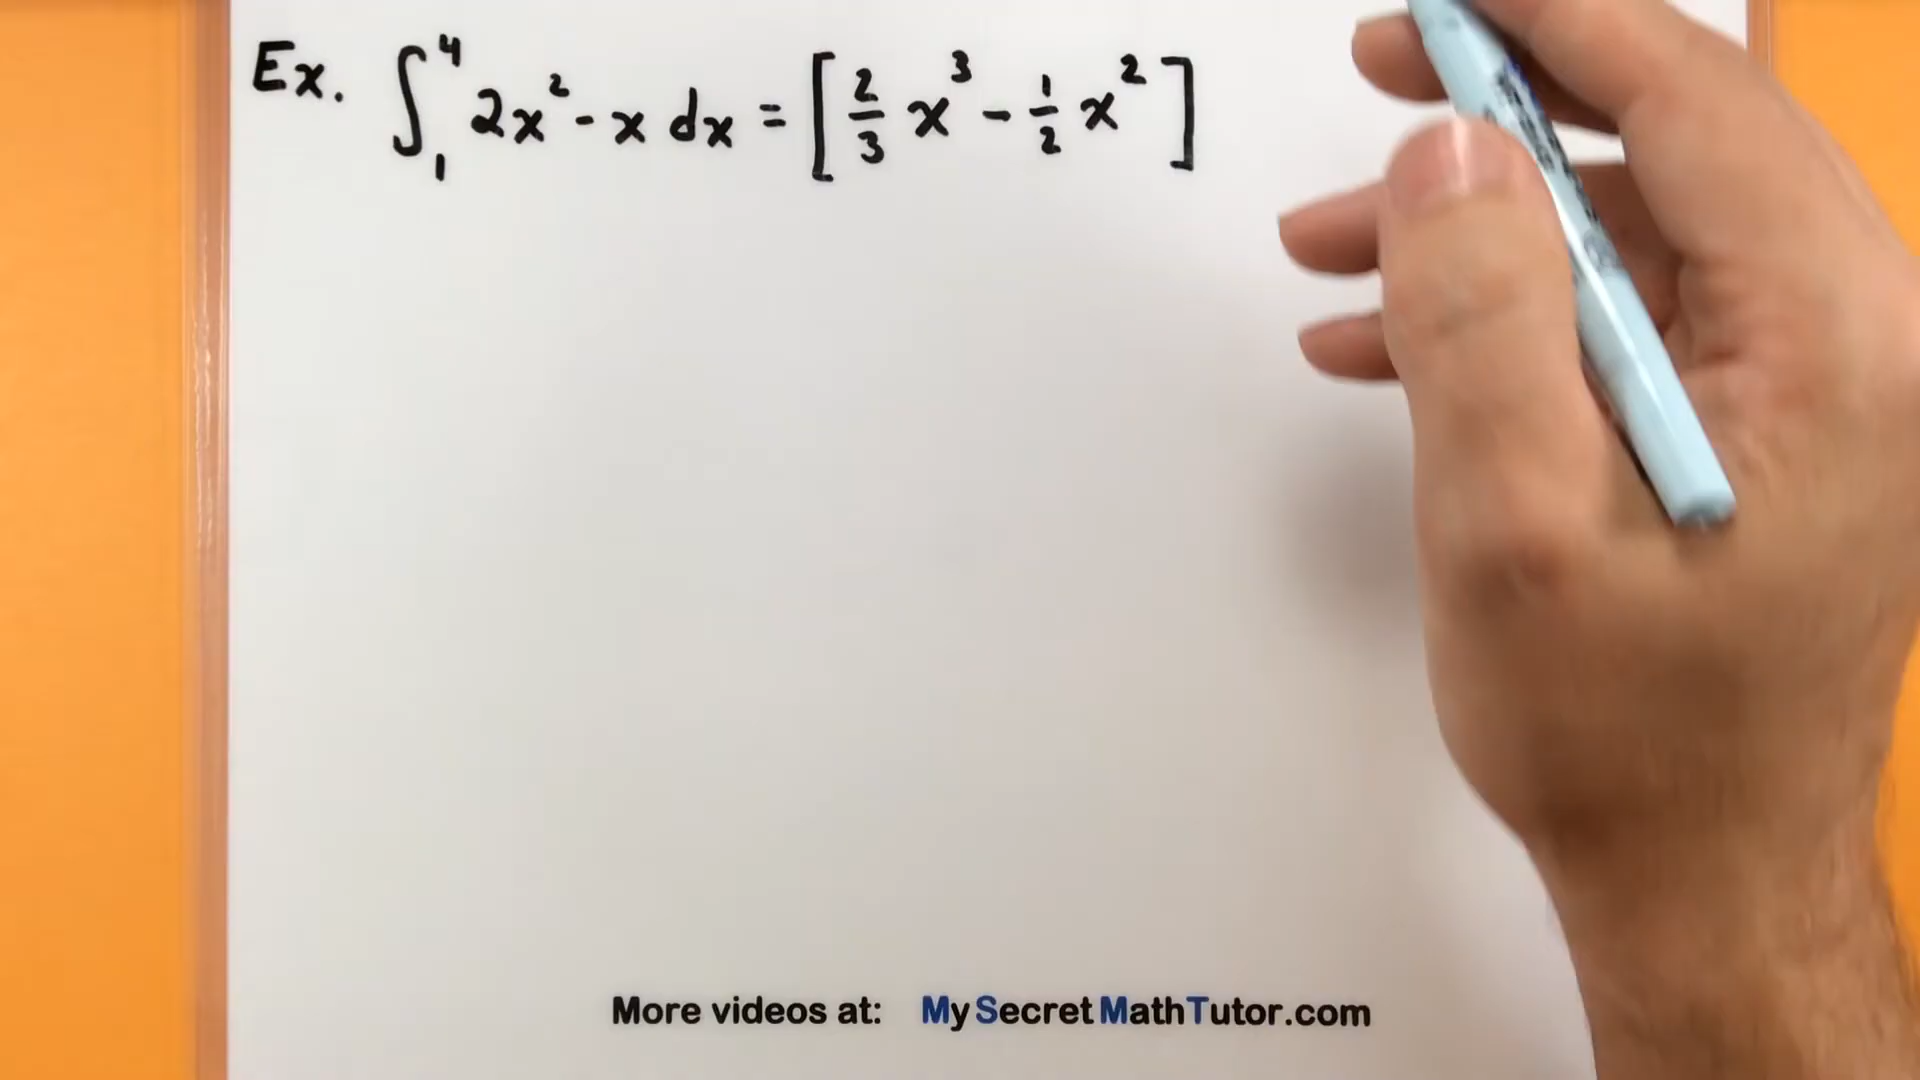 Ex. ∫₁⁴ 2x² - x dx = [2/3 x³ - 1/2 x²]
More videos at: MySecretMathTutor.com